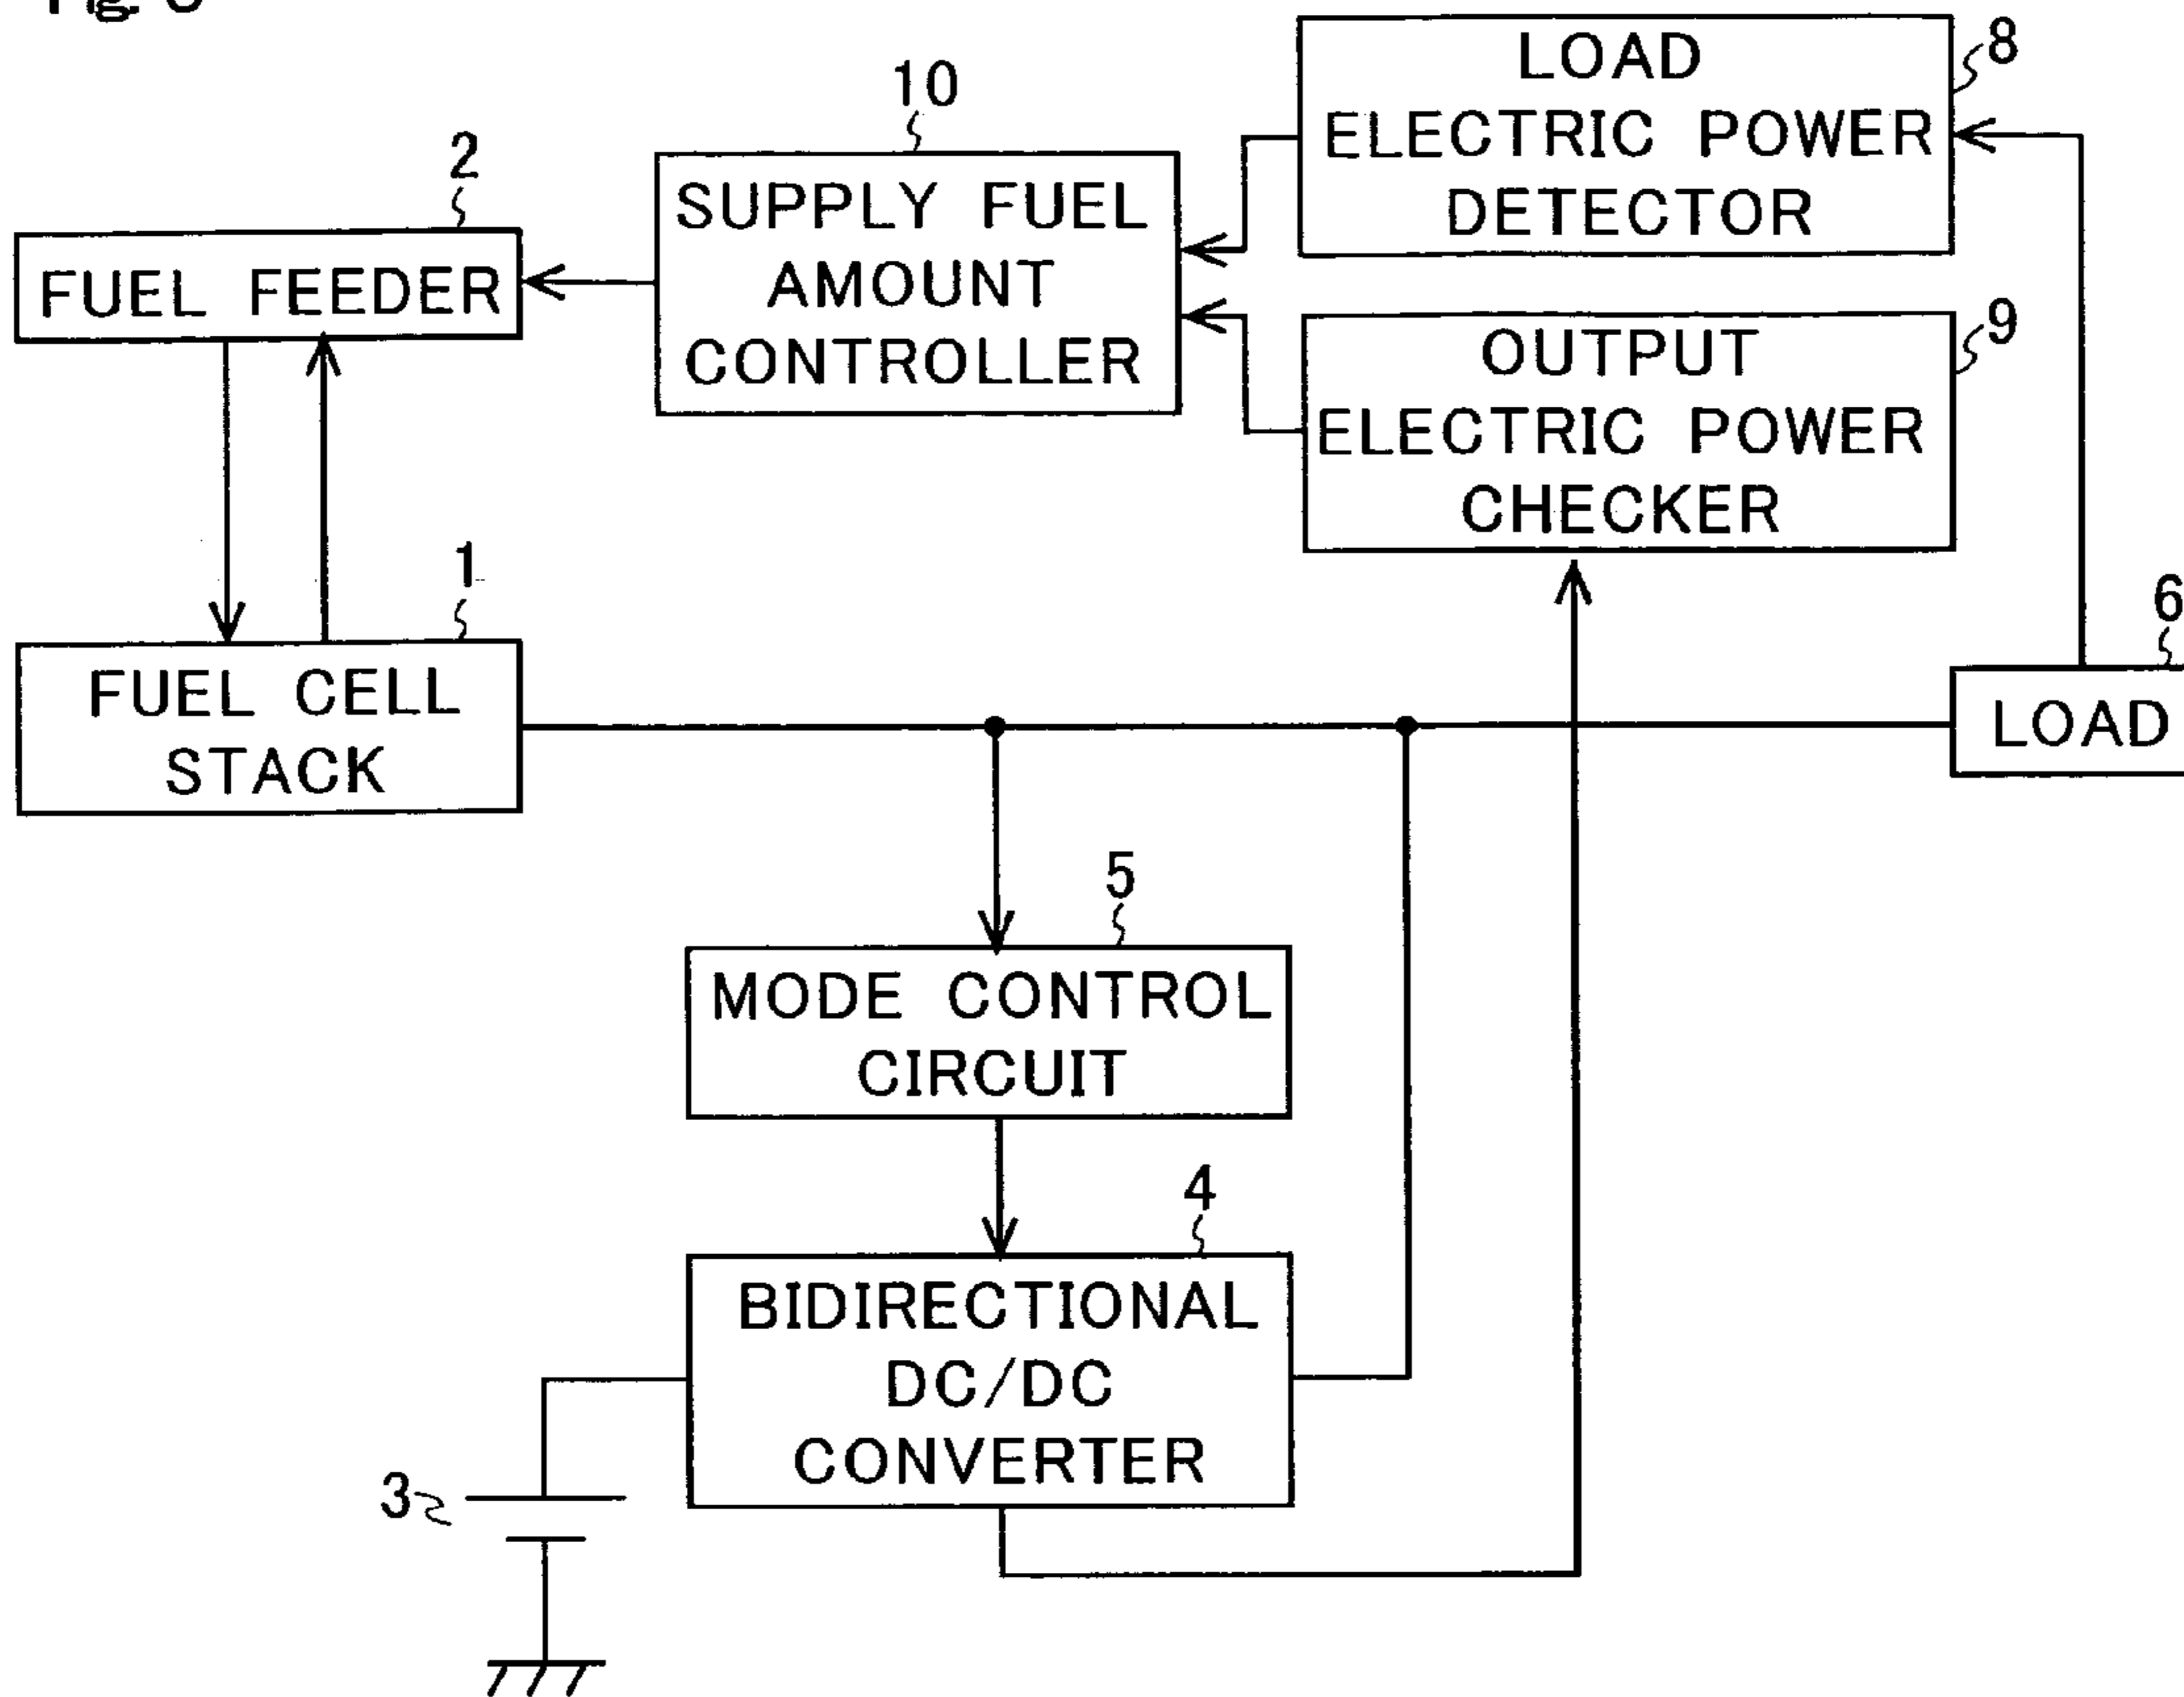 8
LOAD
ELECTRIC POWER
DETECTOR
10
SUPPLY FUEL
AMOUNT
CONTROLLER
2
FUEL FEEDER
9
OUTPUT
ELECTRIC POWER
CHECKER
1
FUEL CELL
STACK
6
LOAD
5
MODE CONTROL
CIRCUIT
4
BIDIRECTIONAL
DC/DC
CONVERTER
3